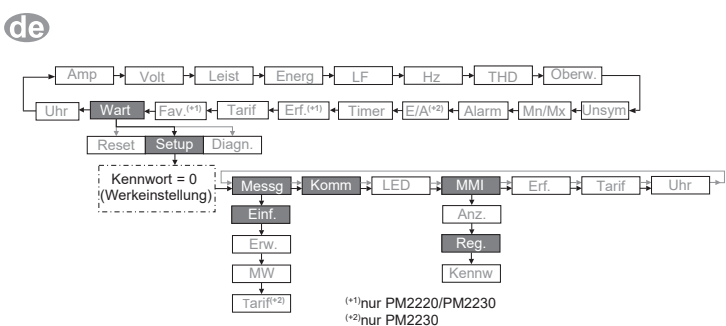 de
Amp Volt Leist Energ LF Hz THD Oberw.
Uhr Wart Fav.(+1) Tarif Erf.(+1) Timer E/A(+2) Alarm Mn/Mx Unsym
Reset Setup Diagn.
Kennwort = 0
(Werkeinstellung)
Messg Komm LED MMI Erf. Tarif Uhr
Einf. Anz.
Erw. Reg.
MW Kennw
Tarif(+2)
(+1)nur PM2220/PM2230
(+2)nur PM2230